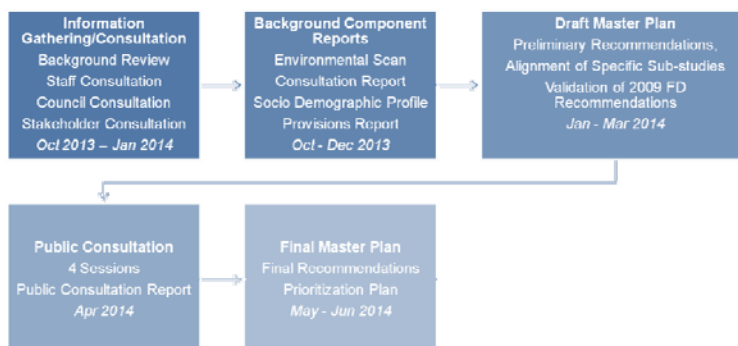 Information
Gathering/Consultation
Background Review
Staff Consultation
Council Consultation
Stakeholder Consultation
Oct 2013 – Jan 2014
Background Component
Reports
Environmental Scan
Consultation Report
Socio Demographic Profile
Provisions Report
Oct - Dec 2013
Draft Master Plan
Preliminary Recommendations,
Alignment of Specific Sub-studies
Validation of 2009 FD
Recommendations
Jan - Mar 2014
Public Consultation
4 Sessions
Public Consultation Report
Apr 2014
Final Master Plan
Final Recommendations
Prioritization Plan
May - Jun 2014